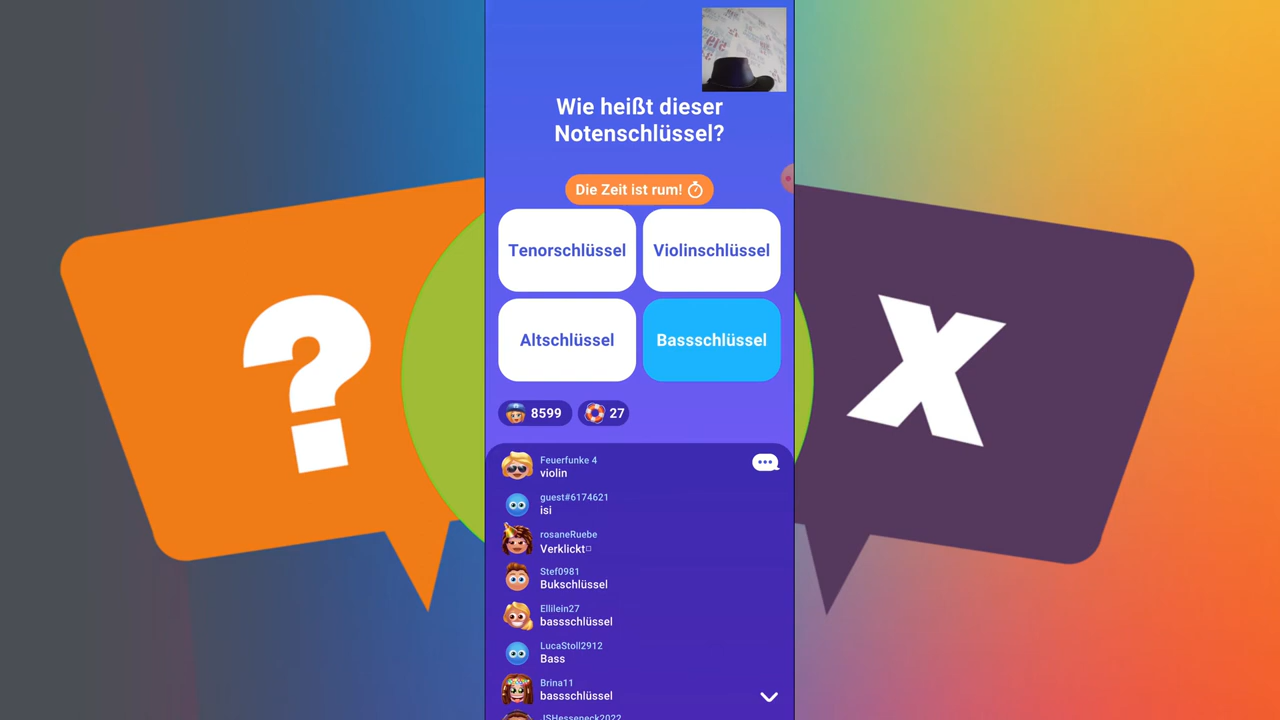 Wie heißt dieser
Notenschlüssel?
Die Zeit ist rum!
Tenorschlüssel
Violinschlüssel
Altschlüssel
Bassschlüssel
8599
27
Feuerfunke 4
violin
guest#6174621
isi
rosaneRuebe
Verklickt
Stef0981
Bukschlüssel
Ellilein27
bassschlüssel
LucaStoll2912
Bass
Brina11
bassschlüssel
JSHesseneck2022
?
X